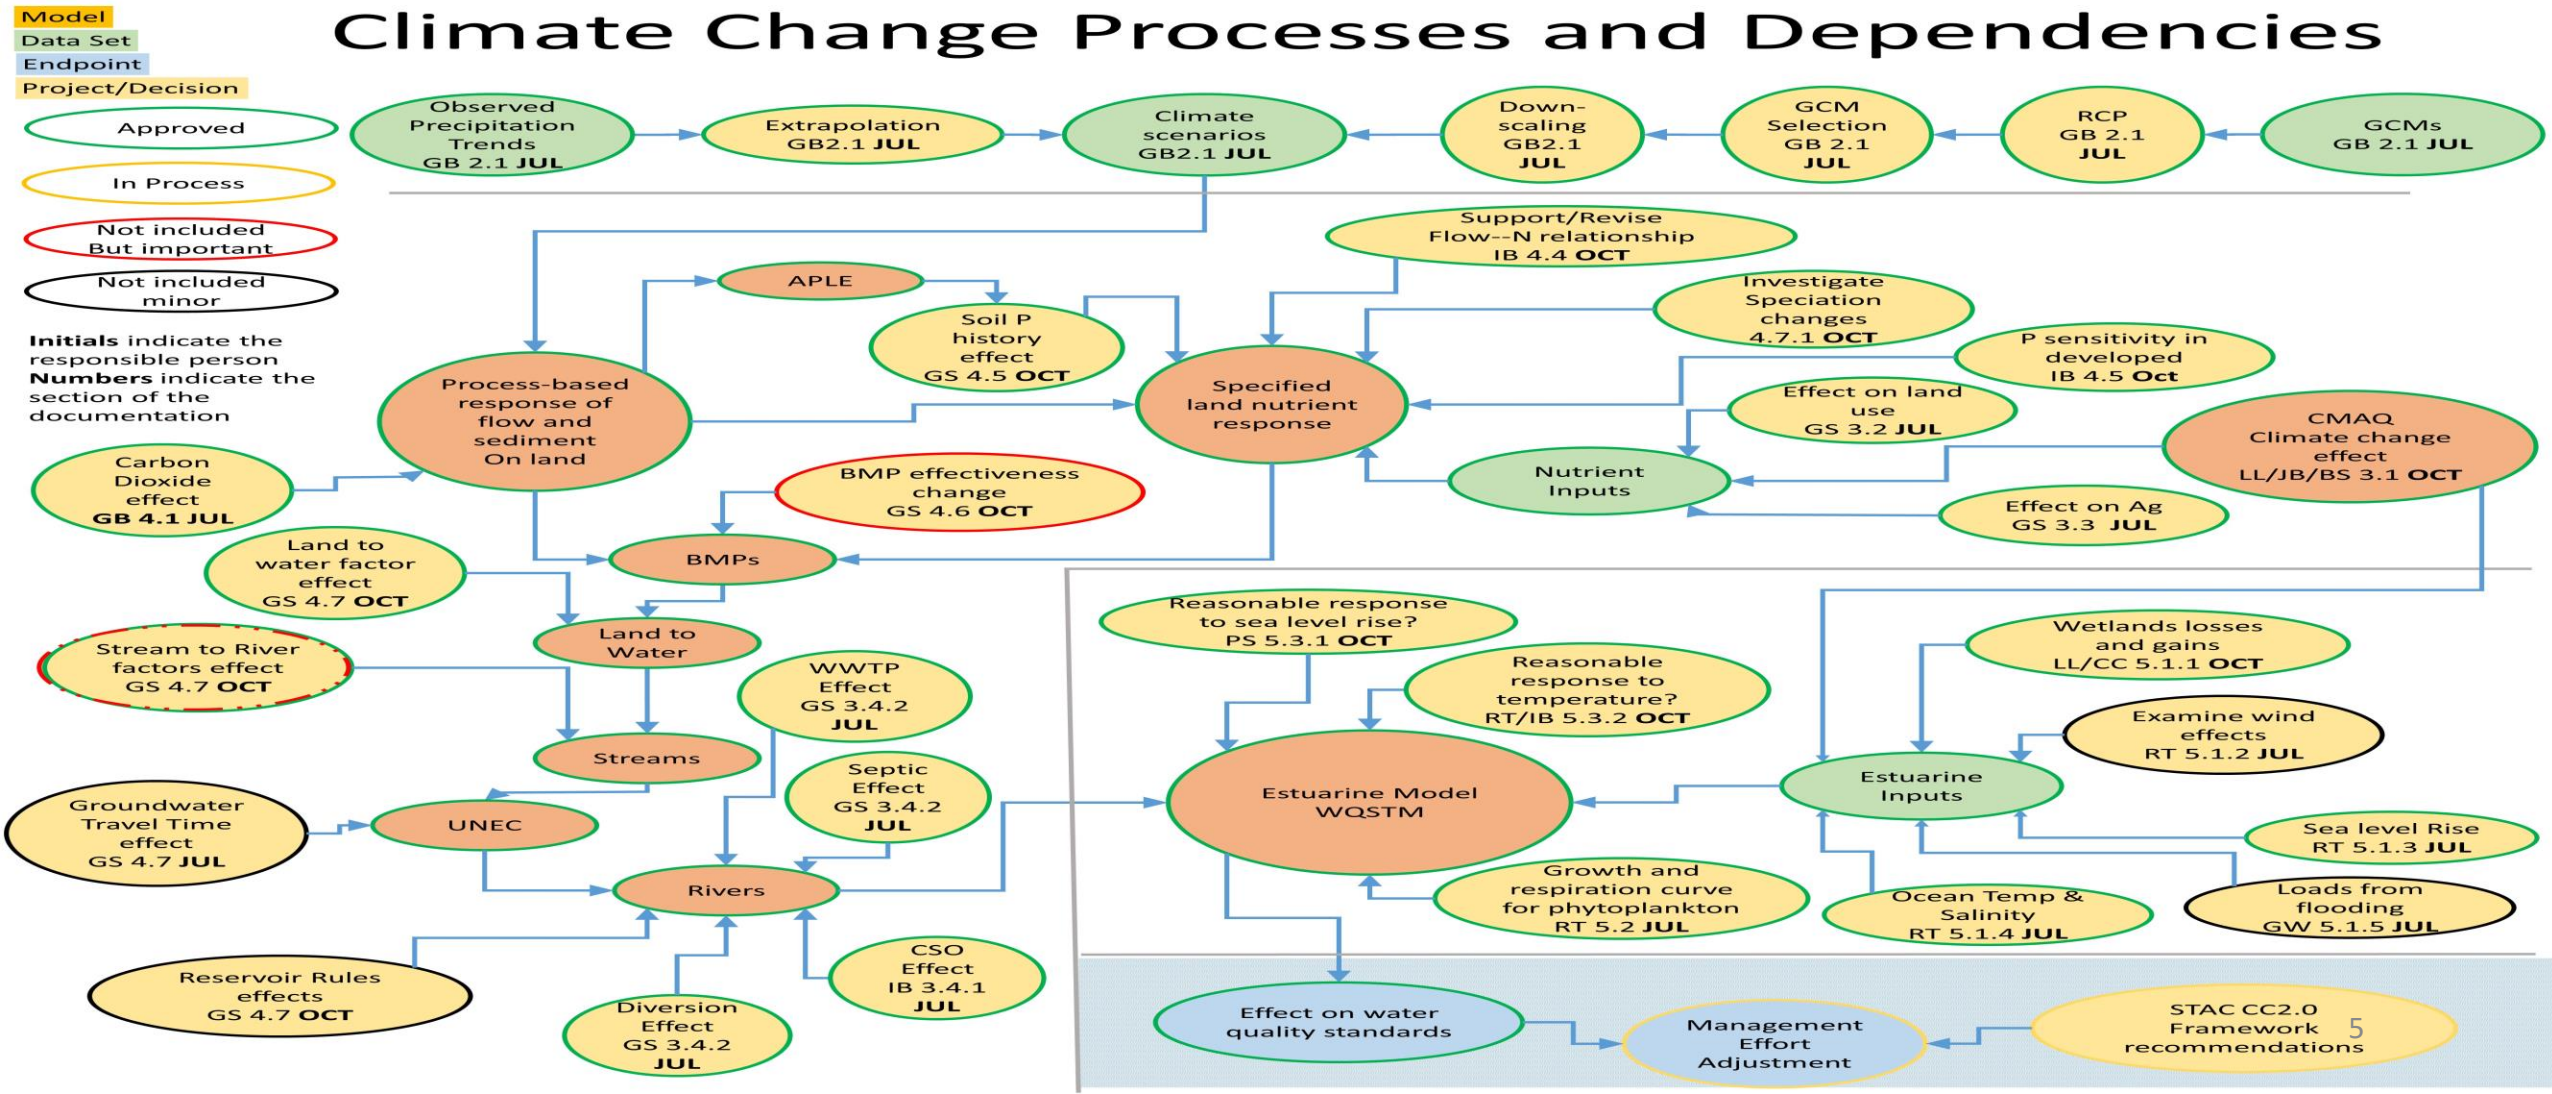 Climate Change Processes and Dependencies
Model
Data Set
Endpoint
Project/Decision
Approved
In Process
Not included
But important
Not included
minor
Initials indicate the
responsible person
Numbers indicate the
section of the
documentation
Observed
Precipitation
Trends
GB 2.1 JUL
Extrapolation
GB2.1 JUL
Climate
scenarios
GB2.1 JUL
Down-
scaling
GB2.1
JUL
GCM
Selection
GB 2.1
JUL
RCP
GB 2.1
JUL
GCMs
GB 2.1 JUL
Support/Revise
Flow--N relationship
IB 4.4 OCT
APLE
Soil P
history
effect
GS 4.5 OCT
Investigate
Speciation
changes
4.7.1 OCT
P sensitivity in
developed
IB 4.5 Oct
Process-based
response of
flow and
sediment
On land
Specified
land nutrient
response
Effect on land
use
GS 3.2 JUL
CMAQ
Climate change
effect
LL/JB/BS 3.1 OCT
Carbon
Dioxide
effect
GB 4.1 JUL
BMP effectiveness
change
GS 4.6 OCT
Nutrient
Inputs
Effect on Ag
GS 3.3 JUL
Land to
water factor
effect
GS 4.7 OCT
BMPs
Stream to River
factors effect
GS 4.7 OCT
Land to
Water
WWTP
Effect
GS 3.4.2
JUL
Reasonable response
to sea level rise?
PS 5.3.1 OCT
Reasonable
response to
temperature?
RT/IB 5.3.2 OCT
Wetlands losses
and gains
LL/CC 5.1.1 OCT
Examine wind
effects
RT 5.1.2 JUL
Streams
Septic
Effect
GS 3.4.2
JUL
Estuarine Model
WQSTM
Estuarine
Inputs
Groundwater
Travel Time
effect
GS 4.7 JUL
UNEC
Sea level Rise
RT 5.1.3 JUL
Rivers
Growth and
respiration curve
for phytoplankton
RT 5.2 JUL
Ocean Temp &
Salinity
RT 5.1.4 JUL
Loads from
flooding
GW 5.1.5 JUL
Reservoir Rules
effects
GS 4.7 OCT
Diversion
Effect
GS 3.4.2
JUL
CSO
Effect
IB 3.4.1
JUL
Effect on water
quality standards
Management
Effort
Adjustment
STAC CC2.0
Framework
recommendations
5